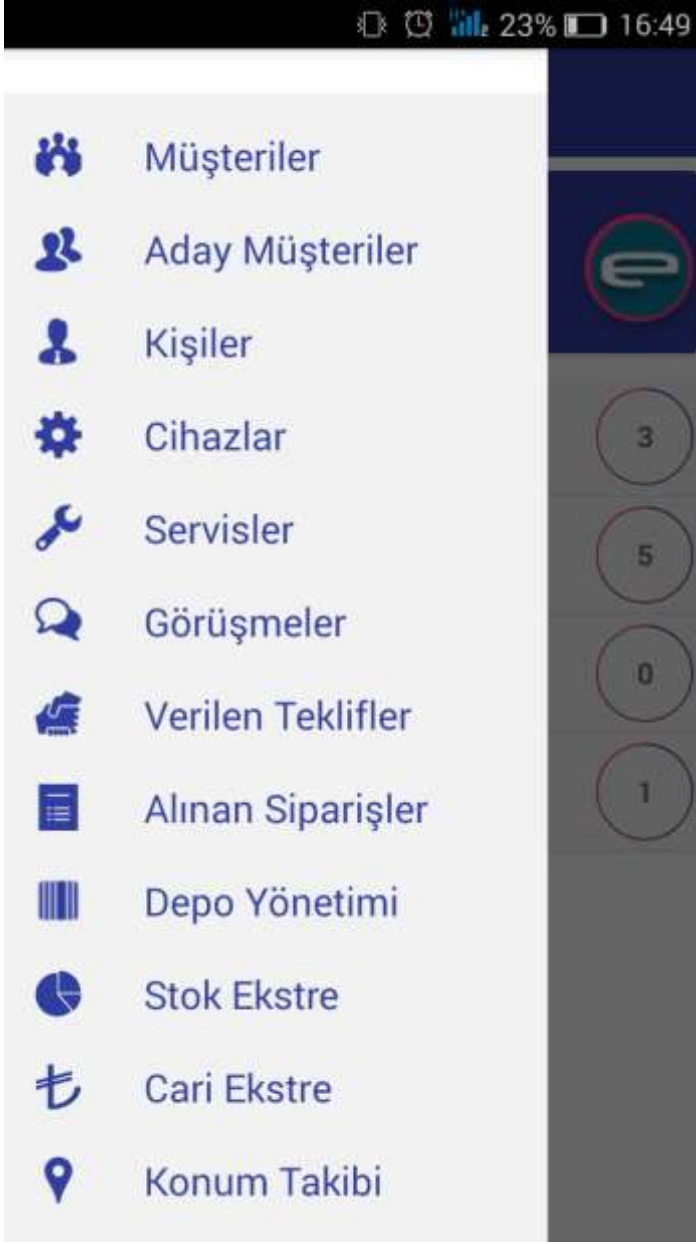 23% 16:49
Müşteriler
Aday Müşteriler
Kişiler
Cihazlar
Servisler
Görüşmeler
Verilen Teklifler
Alınan Siparişler
Depo Yönetimi
Stok Ekstre
Cari Ekstre
Konum Takibi
e
3
5
0
1